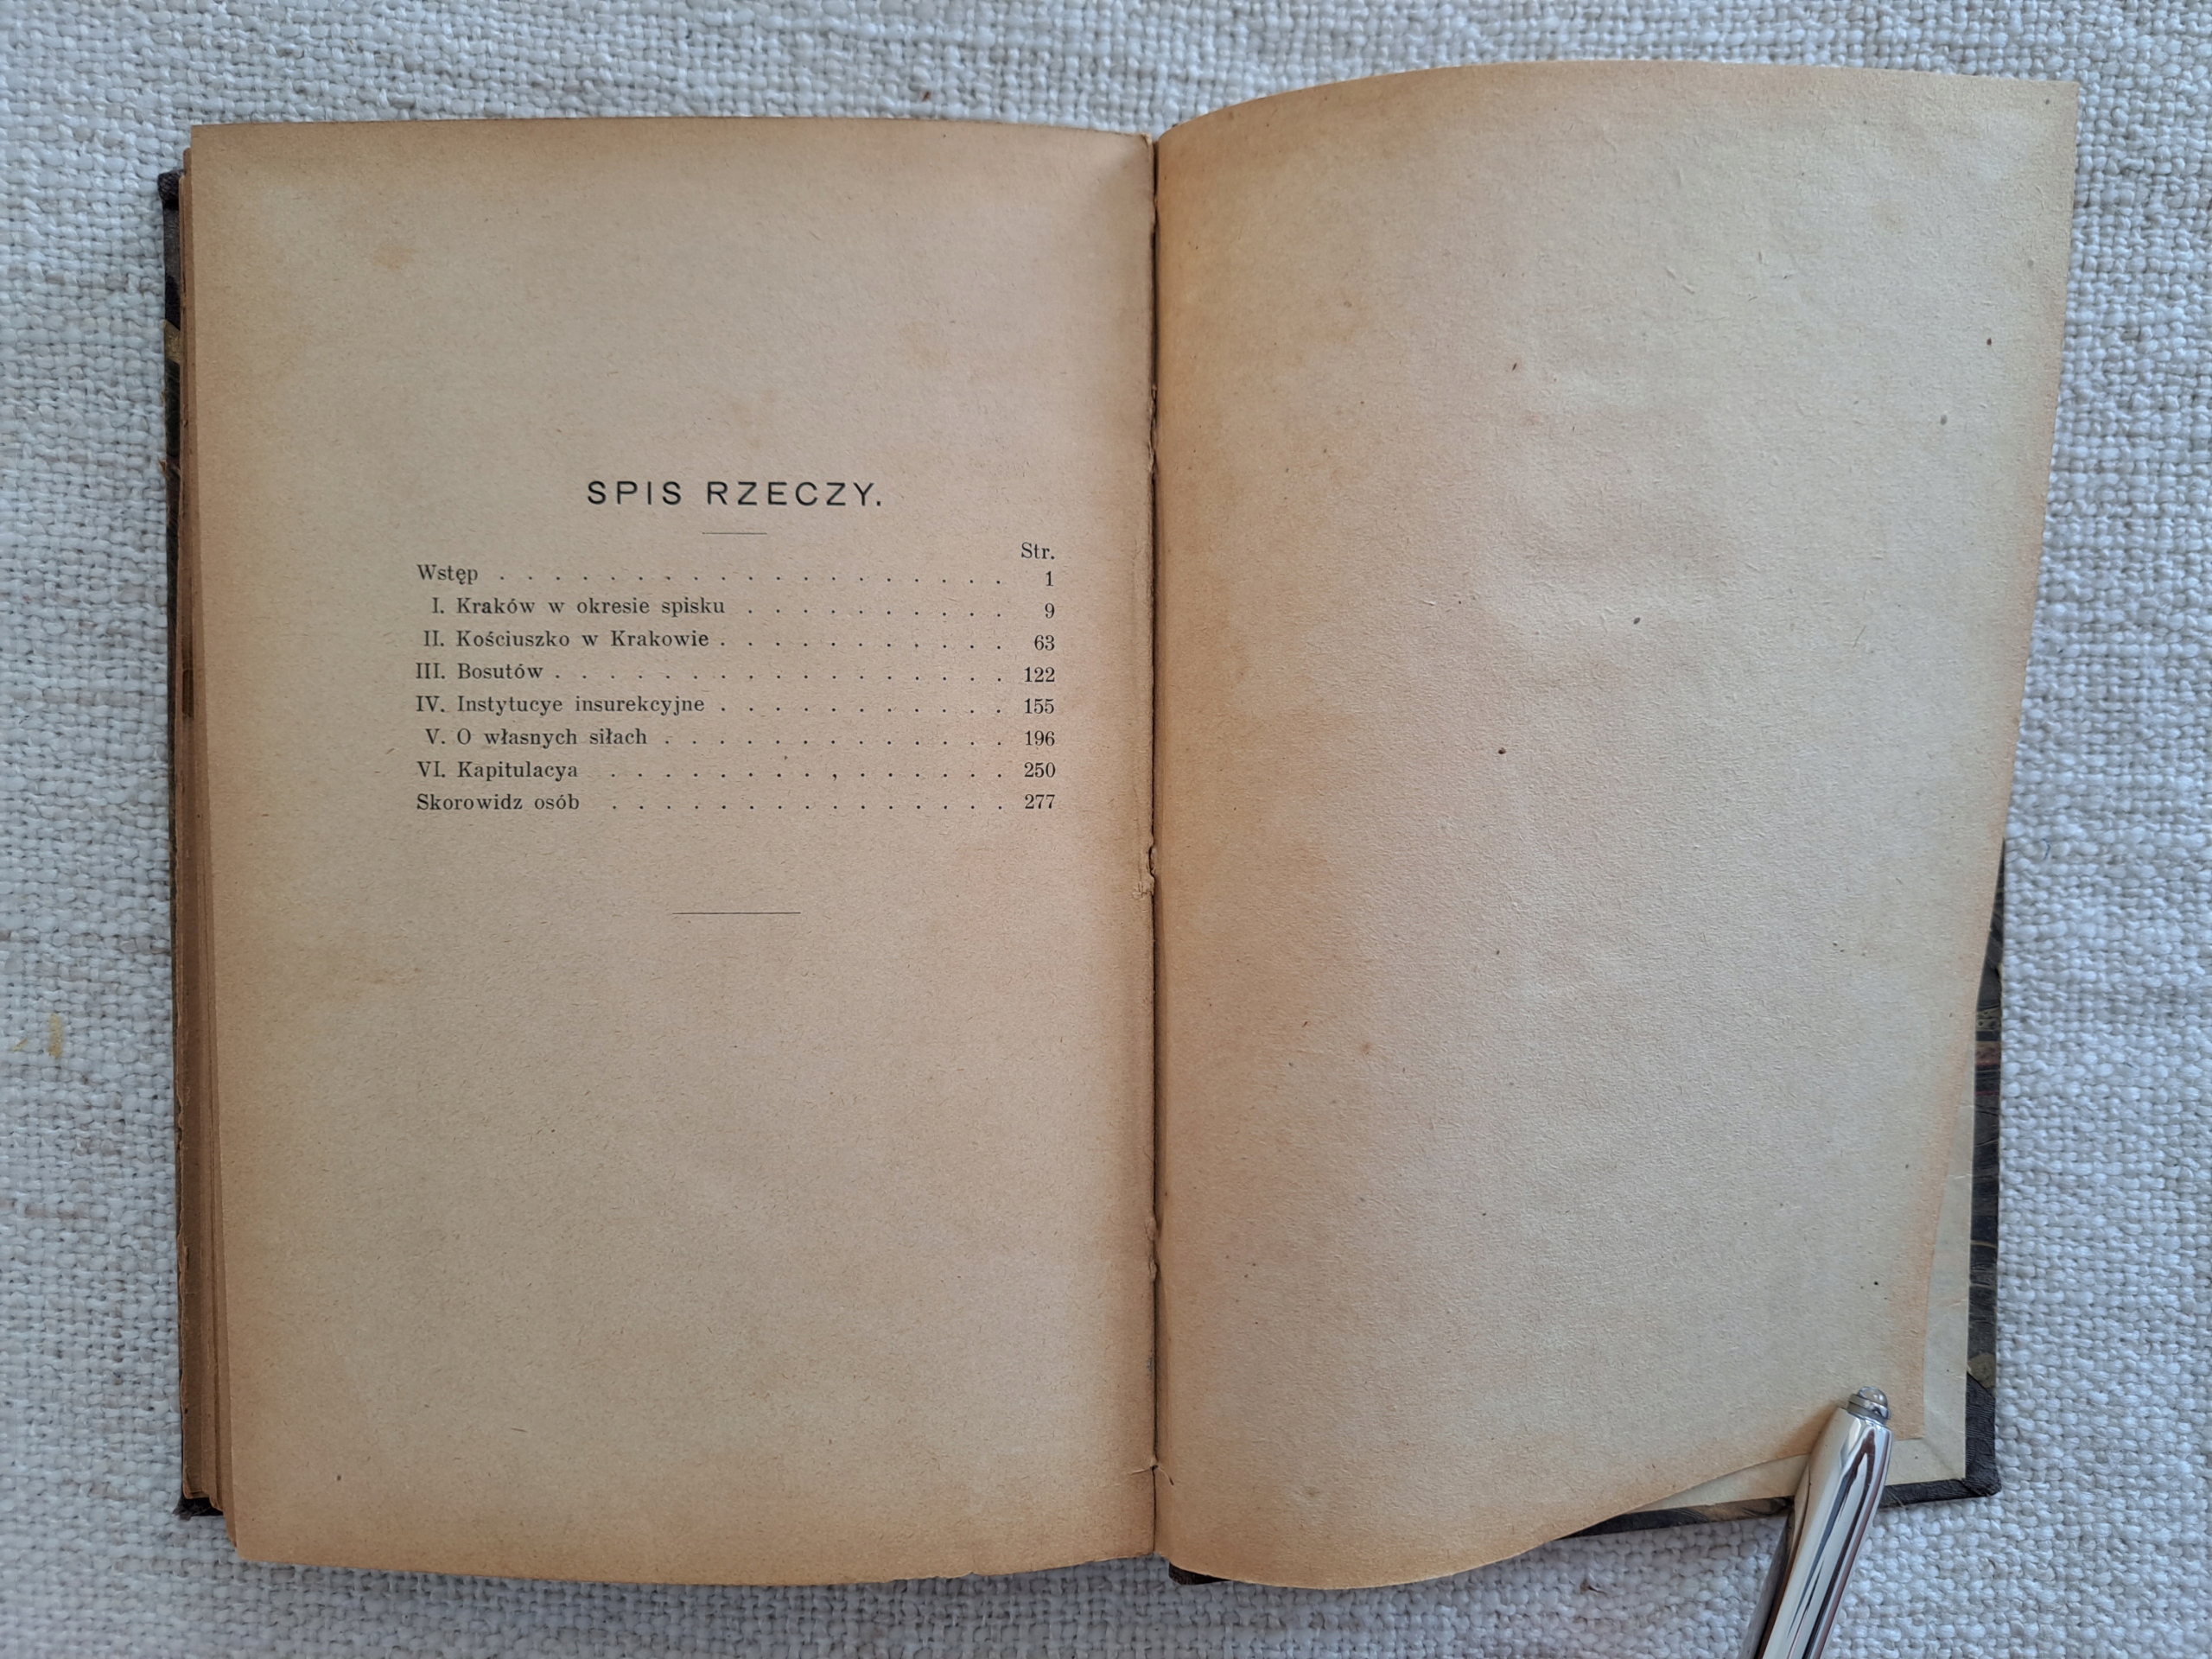 SPIS RZECZY.
Str.
Wstęp . . . . . . . . . . . . . . . . . . . 1
I. Kraków w okresie spisku . . . . . . . . . . 9
II. Kościuszko w Krakowie . . . . . . . . . . . 63
III. Bosutów . . . . . . . . . . . . . . . . . 122
IV. Instytucye insurekcyjne . . . . . . . . . . . 155
V. O własnych siłach . . . . . . . . . . . . . 196
VI. Kapitulacya . . . . . . . . . . . . . . . 250
Skorowidz osób . . . . . . . . . . . . . . . 277